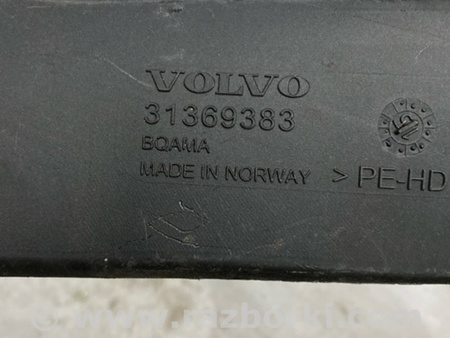 VOLVO
31369383
BQAMA
MADE IN NORWAY > PE-HD